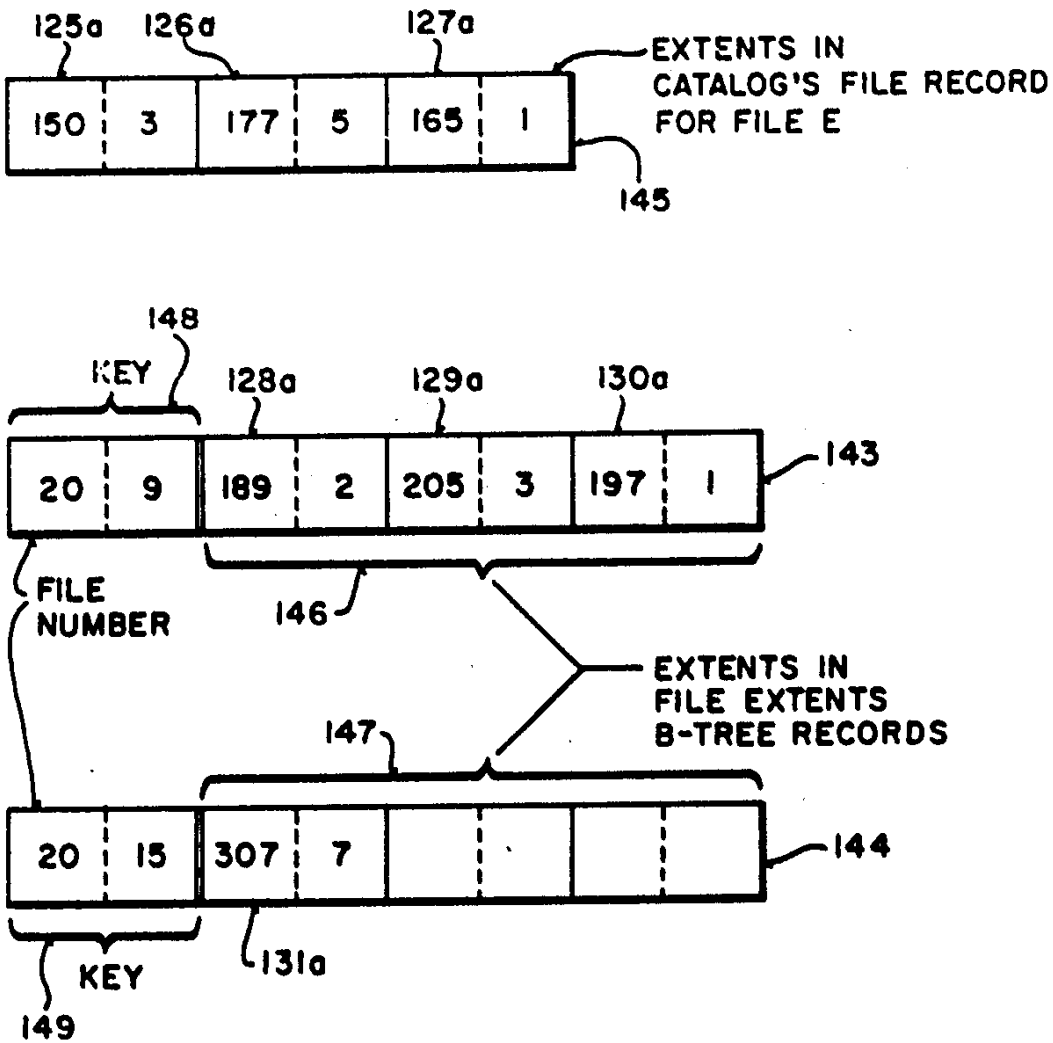 125a 126a 127a
EXTENTS IN
CATALOG'S FILE RECORD
FOR FILE E
150 3 177 5 165 1
145
148
KEY
128a 129a 130a
20 9 189 2 205 3 197 1
143
FILE
NUMBER
146
EXTENTS IN
FILE EXTENTS
B-TREE RECORDS
147
20 15 307 7
144
KEY
131a
149